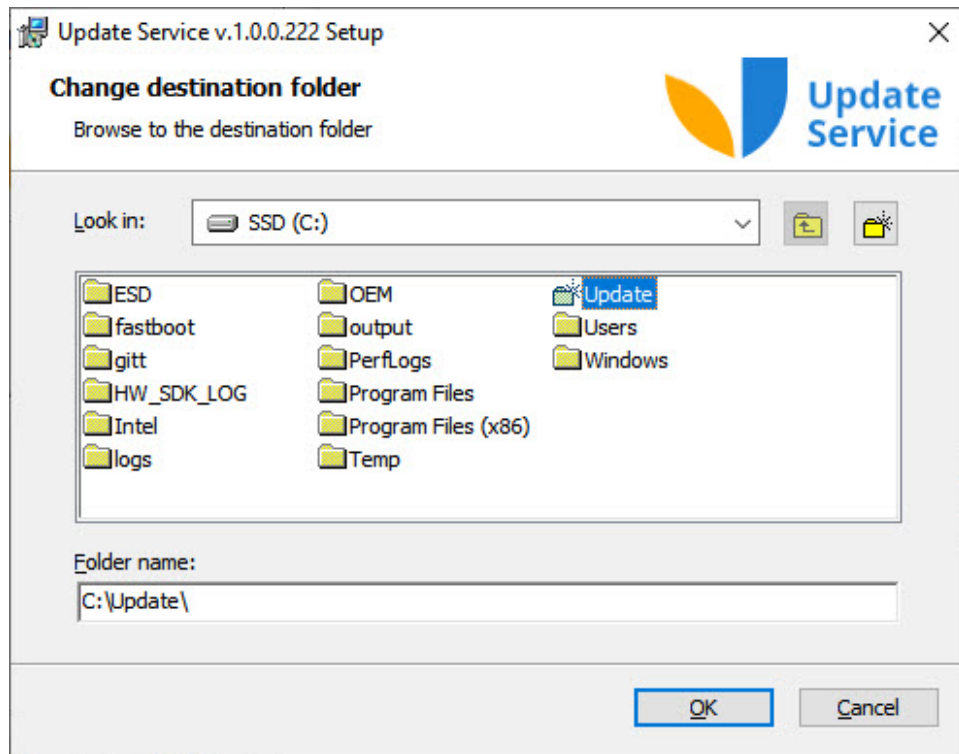 Update Service v.1.0.0.222 Setup
Change destination folder
Browse to the destination folder
Update
Service
Look in:
SSD (C:)
ESD
fastboot
gitt
HW_SDK_LOG
Intel
logs
OEM
output
PerfLogs
Program Files
Program Files (x86)
Temp
Update
Users
Windows
Folder name:
C:\Update\
OK
Cancel